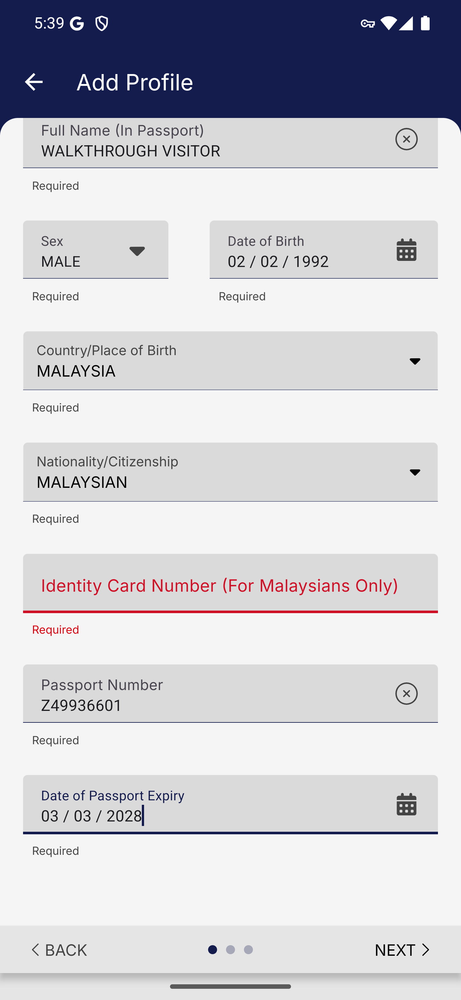 5:39
Add Profile
Full Name (In Passport)
WALKTHROUGH VISITOR
Required
Sex
MALE
Required
Date of Birth
02 / 02 / 1992
Required
Country/Place of Birth
MALAYSIA
Required
Nationality/Citizenship
MALAYSIAN
Required
Identity Card Number (For Malaysians Only)
Required
Passport Number
Z49936601
Required
Date of Passport Expiry
03 / 03 / 2028
Required
BACK
NEXT